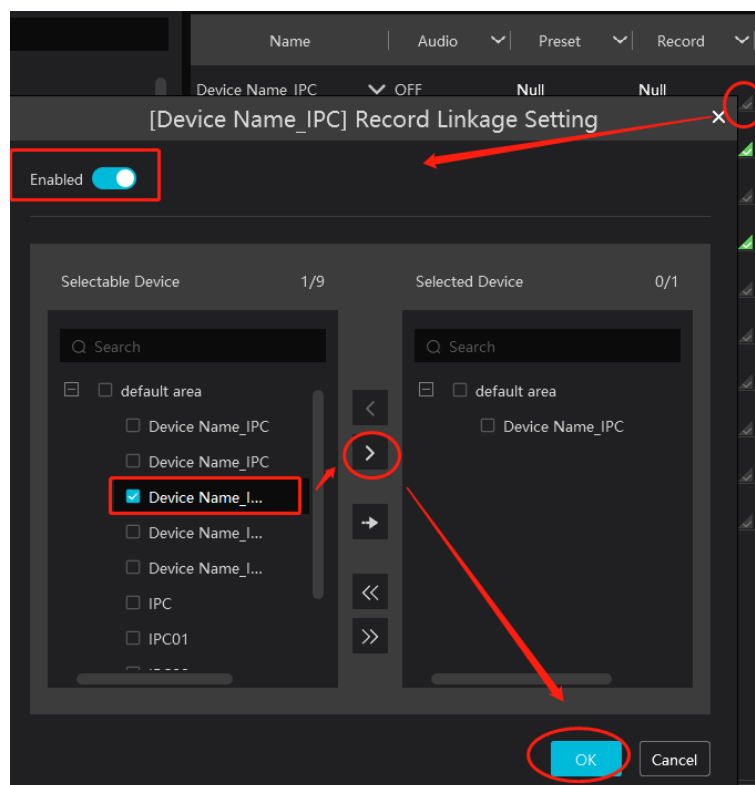 Name Audio Preset Record
Device Name_IPC OFF Null Null
[Device Name_IPC] Record Linkage Setting
Enabled
Selectable Device 1/9
Selected Device 0/1
Search
Search
default area
default area
Device Name_IPC
Device Name_IPC
Device Name_IPC
Device Name_I...
Device Name_I...
Device Name_I...
IPC
IPC01
OK
Cancel